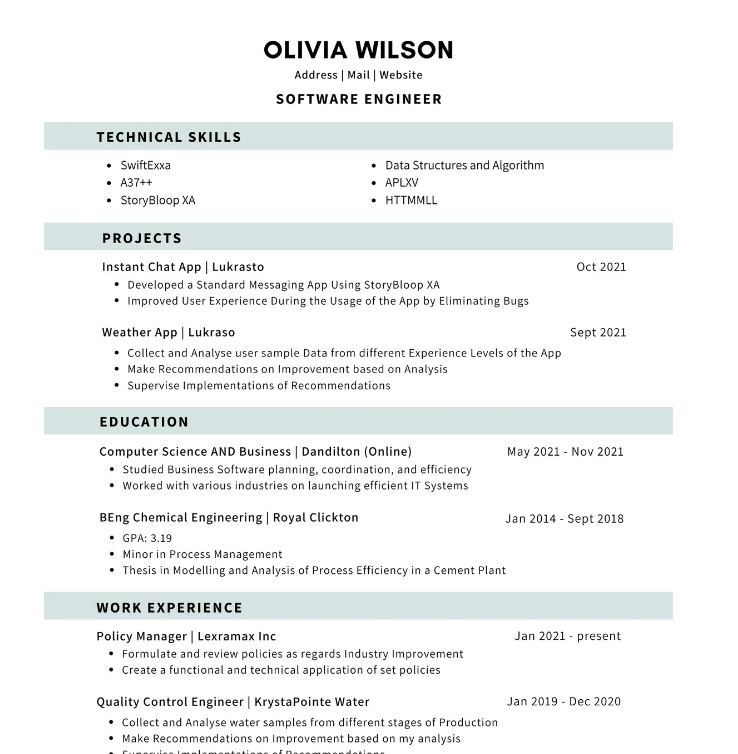 OLIVIA WILSON
Address | Mail | Website
SOFTWARE ENGINEER
TECHNICAL SKILLS
• SwiftExxa
• A37++
• StoryBloop XA
• Data Structures and Algorithm
• APLXV
• HTTMMLL
PROJECTS
Instant Chat App | Lukrasto Oct 2021
• Developed a Standard Messaging App Using StoryBloop XA
• Improved User Experience During the Usage of the App by Eliminating Bugs
Weather App | Lukraso Sept 2021
• Collect and Analyse user sample Data from different Experience Levels of the App
• Make Recommendations on Improvement based on Analysis
• Supervise Implementations of Recommendations
EDUCATION
Computer Science AND Business | Dandilton (Online) May 2021 - Nov 2021
• Studied Business Software planning, coordination, and efficiency
• Worked with various industries on launching efficient IT Systems
BEng Chemical Engineering | Royal Clickton Jan 2014 - Sept 2018
• GPA: 3.19
• Minor in Process Management
• Thesis in Modelling and Analysis of Process Efficiency in a Cement Plant
WORK EXPERIENCE
Policy Manager | Lexramax Inc Jan 2021 - present
• Formulate and review policies as regards Industry Improvement
• Create a functional and technical application of set policies
Quality Control Engineer | KrystaPointe Water Jan 2019 - Dec 2020
• Collect and Analyse water samples from different stages of Production
• Make Recommendations on Improvement based on my analysis
• Supervise Implementations of Recommendations